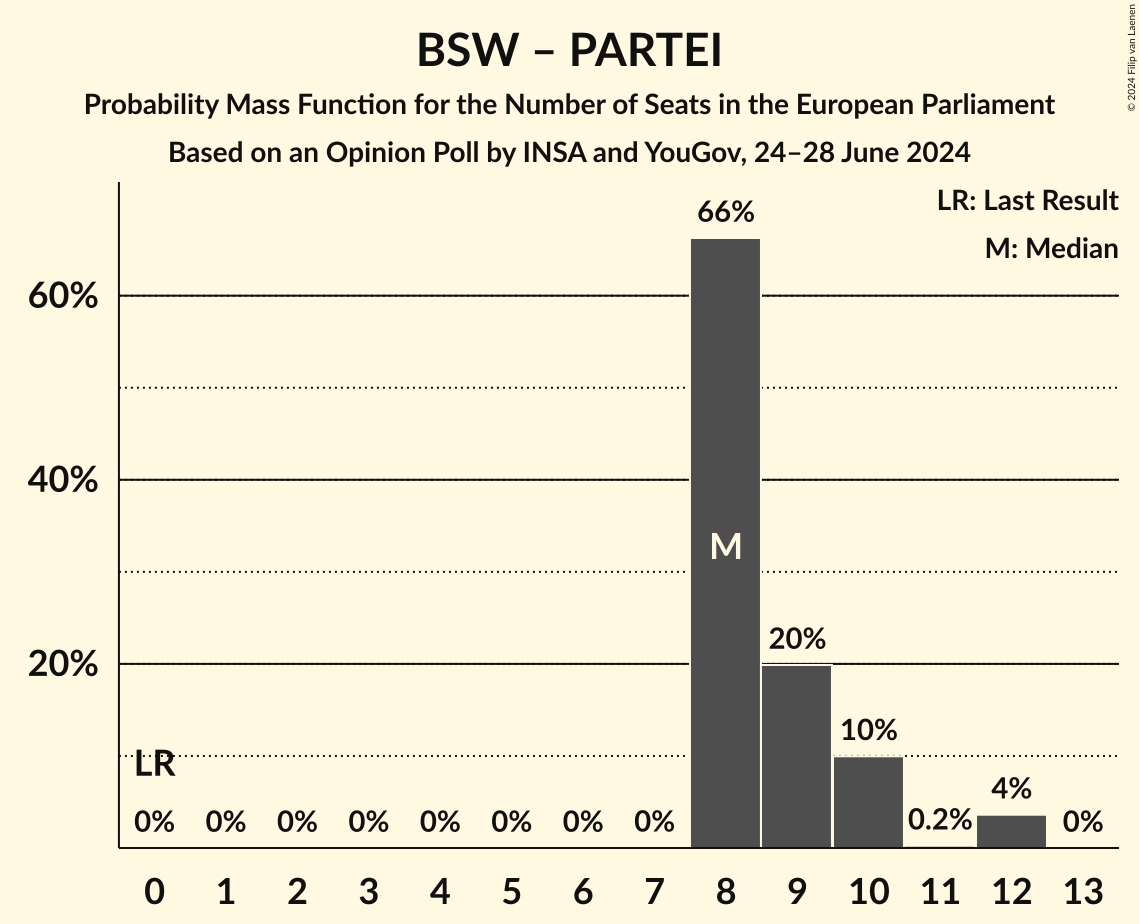 BSW – PARTEI
Probability Mass Function for the Number of Seats in the European Parliament
Based on an Opinion Poll by INSA and YouGov, 24–28 June 2024
© 2024 Filip van Laenen
LR: Last Result
M: Median
66%
60%
40%
M
20%
20%
10%
LR
4%
0% 0% 0% 0% 0% 0% 0% 0% 0.2% 0%
0 1 2 3 4 5 6 7 8 9 10 11 12 13